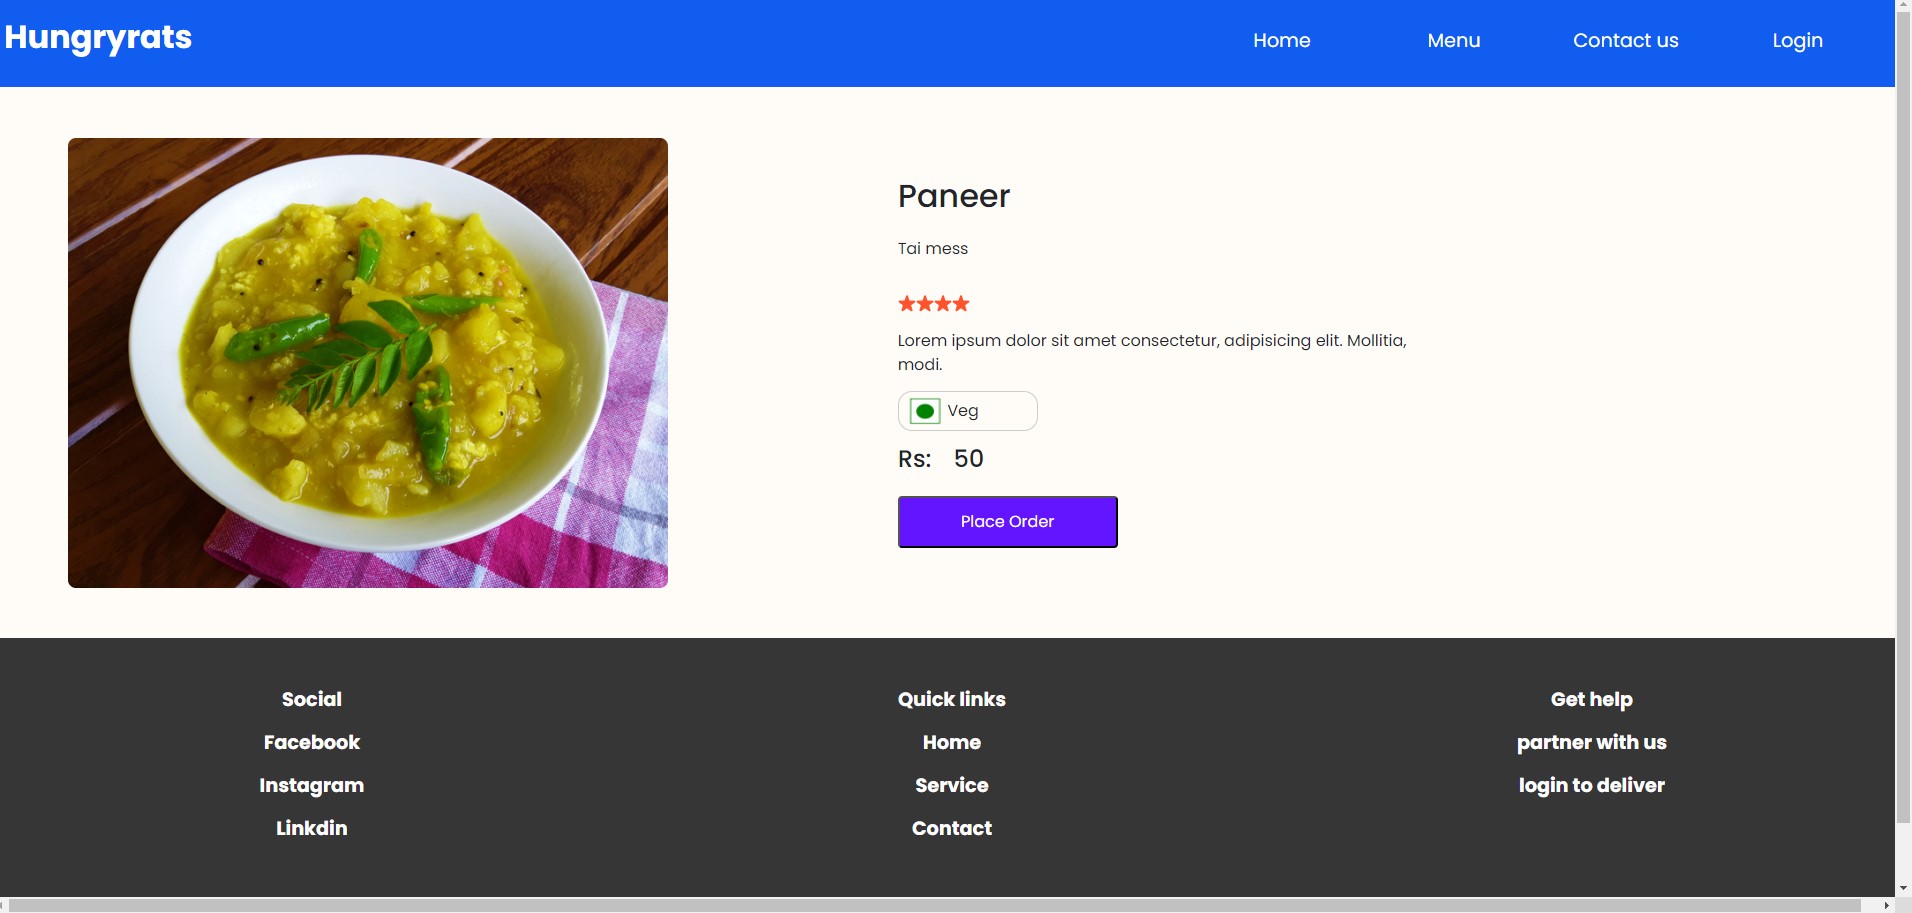 Hungryrats
Home
Menu
Contact us
Login
Paneer
Tai mess
Lorem ipsum dolor sit amet consectetur, adipisicing elit. Mollitia,
modi.
Veg
Rs: 50
Place Order
Social
Facebook
Instagram
Linkdin
Quick links
Home
Service
Contact
Get help
partner with us
login to deliver